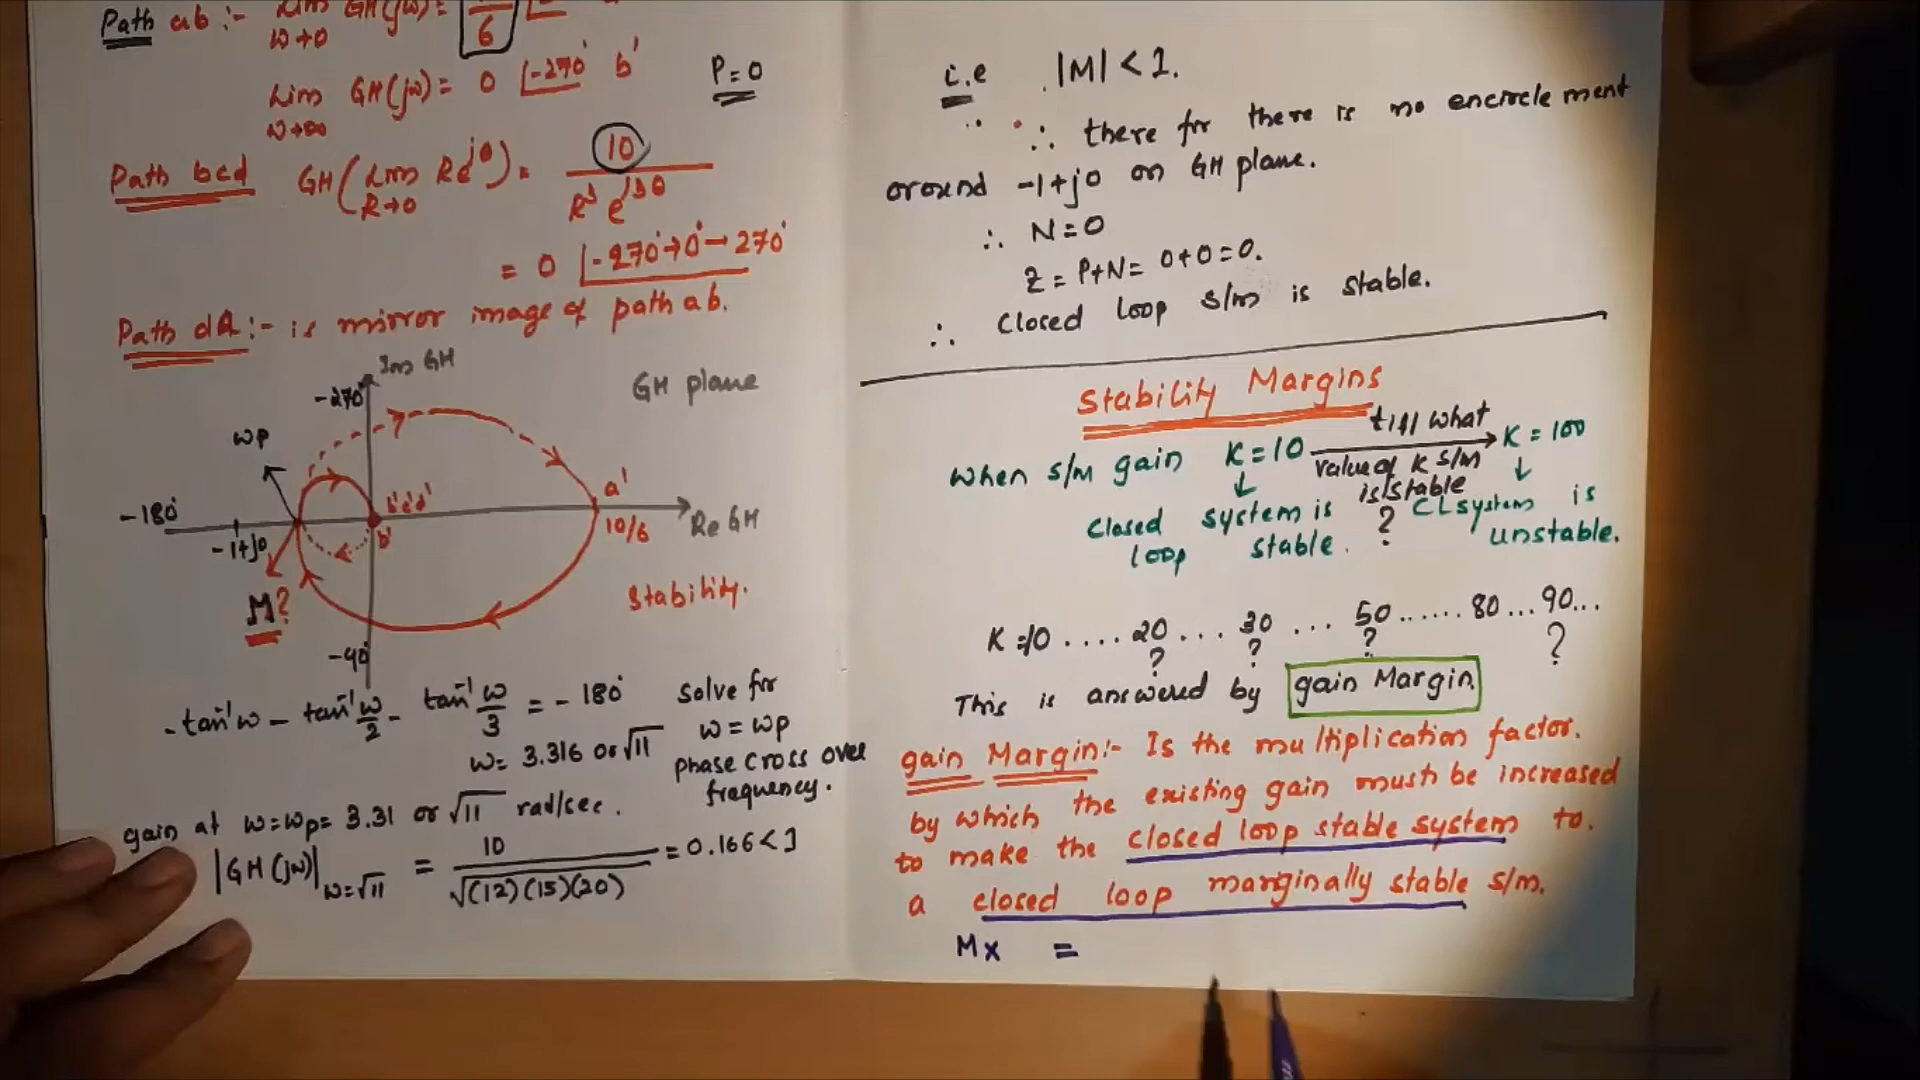 Path ab :- Lim GH(jω) =
ω→0
6
Lim GH(jω) = 0 ∠-270° b'
ω→∞
P=0
Path bcd GH(Lim Re^jθ) = 10
R→0
R³ e^j3θ
= 0 ∠-270°→0°→270°
Path da :- is mirror image of path ab.
Im GH
-270°
GH plane
ωp
a'
b'c'd'
-180°
-1+j0
b'
10/6
Re GH
M?
Stability.
-90°
-tan⁻¹ω - tan⁻¹ω/2 - tan⁻¹ω/3 = -180° Solve for
ω = ωp
ω= 3.316 or √11
phase cross over
frequency.
gain at ω=ωp= 3.31 or √11 rad/sec.
|GH(jω)|ω=√11 = 10/√(12)(15)(20) = 0.166<1
i.e |M| < 1.
∴ there for there is no encirclement
around -1+j0 on GH plane.
∴ N=0
Z = P+N= 0+0=0.
∴ Closed loop s/m is stable.
Stability Margins
till what
When s/m gain K=10 → K = 100
value of K s/m
is stable
?
Closed system is
loop stable.
CL system is
unstable.
K=10 .... 20 ... 30 ... 50 ...... 80 ... 90...
? ? ? ?
This is answered by gain Margin
gain Margin:- Is the multiplication factor.
by which the existing gain must be increased
to make the closed loop stable system to.
a closed loop marginally stable s/m.
Mx =